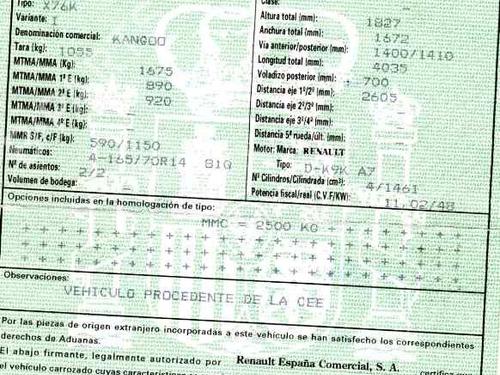 Tipo: X76K
Variante: I
Denominación comercial: KANGOO
Tara (kg): 1055
MTMA/MMA (Kg): 1675
MTMA/MMA 1º E (Kg): 890
MTMA/MMA 2º E (kg): 920
MTMA/MMA 3º E (kg):
MTMA/MMA 4º E (kg):
MMR S/F, c/F (kg): 590/1150
Neumáticos: 4-165/70R14 81Q
Nº de asientos: 2/2
Volumen de bodega:
Clase:
Altura total (mm): 1827
Anchura total (mm): 1672
Vía anterior/posterior (mm): 1400/1410
Longitud total (mm): 4035
Voladizo posterior (mm): 700
Distancia eje 1º/2º (mm): 2605
Distancia eje 2º/3º (mm):
Distancia eje 3º/4º (mm):
Distancia 5ª rueda/últ. (mm):
Motor: Marca: RENAULT
Tipo: D-K9K A7
Nº Cilindros/Cilindrada (cm³): 4/1461
Potencia fiscal/real (C.V.F/KW): 11,02/48
Opciones incluidas en la homologación de tipo:
MMC = 2500 KG
Observaciones:
VEHICULO PROCEDENTE DE LA CEE
Por las piezas de origen extranjero incorporadas a este vehículo se han satisfecho los correspondientes
derechos de Aduanas.
El abajo firmante, legalmente autorizado por Renault España Comercial, S. A. certifica que
el vehículo carrozado cuyas características